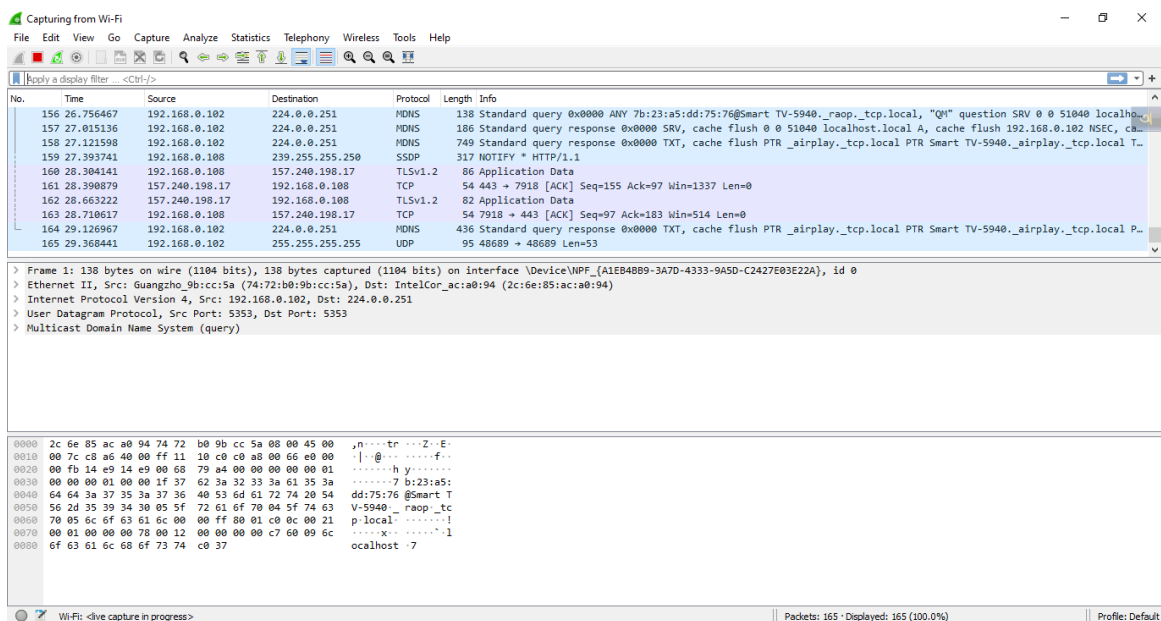 Capturing from Wi-Fi
File Edit View Go Capture Analyze Statistics Telephony Wireless Tools Help
Apply a display filter ... <Ctrl-/>
No. Time Source Destination Protocol Length Info
156 26.756467 192.168.0.102 224.0.0.251 MDNS 138 Standard query 0x0000 ANY 7b:23:a5:dd:75:76@Smart TV-5940._raop._tcp.local, "QM" question SRV 0 0 51040 localho…
157 27.015136 192.168.0.102 224.0.0.251 MDNS 186 Standard query response 0x0000 SRV, cache flush 0 0 51040 localhost.local A, cache flush 192.168.0.102 NSEC, ca…
158 27.121598 192.168.0.102 224.0.0.251 MDNS 749 Standard query response 0x0000 TXT, cache flush PTR _airplay._tcp.local PTR Smart TV-5940._airplay._tcp.local T…
159 27.393741 192.168.0.108 239.255.255.250 SSDP 317 NOTIFY * HTTP/1.1
160 28.304141 192.168.0.108 157.240.198.17 TLSv1.2 86 Application Data
161 28.390879 157.240.198.17 192.168.0.108 TCP 54 443 → 7918 [ACK] Seq=155 Ack=97 Win=1337 Len=0
162 28.663222 157.240.198.17 192.168.0.108 TLSv1.2 82 Application Data
163 28.710617 192.168.0.108 157.240.198.17 TCP 54 7918 → 443 [ACK] Seq=97 Ack=183 Win=514 Len=0
164 29.126967 192.168.0.102 224.0.0.251 MDNS 436 Standard query response 0x0000 TXT, cache flush PTR _airplay._tcp.local PTR Smart TV-5940._airplay._tcp.local P…
165 29.368441 192.168.0.102 255.255.255.255 UDP 95 48689 → 48689 Len=53
> Frame 1: 138 bytes on wire (1104 bits), 138 bytes captured (1104 bits) on interface \Device\NPF_{A1EB4BB9-3A7D-4333-9A5D-C2427E03E22A}, id 0
> Ethernet II, Src: Guangzho_9b:cc:5a (74:72:b0:9b:cc:5a), Dst: IntelCor_ac:a0:94 (2c:6e:85:ac:a0:94)
> Internet Protocol Version 4, Src: 192.168.0.102, Dst: 224.0.0.251
> User Datagram Protocol, Src Port: 5353, Dst Port: 5353
> Multicast Domain Name System (query)
0000 2c 6e 85 ac a0 94 74 72 b0 9b cc 5a 08 00 45 00 ,n····tr ···Z··E·
0010 00 7c c8 a6 40 00 ff 11 10 c0 c0 a8 00 66 e0 00 ·|··@··· ·····f··
0020 00 fb 14 e9 14 e9 00 68 79 a4 00 00 00 00 00 01 ·······h y·······
0030 00 00 00 01 00 00 1f 37 62 3a 32 33 3a 61 35 3a ·······7 b:23:a5:
0040 64 64 3a 37 35 3a 37 36 40 53 6d 61 72 74 20 54 dd:75:76 @Smart T
0050 56 2d 35 39 34 30 05 5f 72 61 6f 70 04 5f 74 63 V-5940·_ raop·_tc
0060 70 05 6c 6f 63 61 6c 00 00 ff 80 01 c0 0c 00 21 p·local· ·······!
0070 00 01 00 00 00 78 00 12 00 00 00 00 c7 60 09 6c ·····x·· ·····`·l
0080 6f 63 61 6c 68 6f 73 74 c0 37 ocalhost ·7
Wi-Fi: <live capture in progress> Packets: 165 · Displayed: 165 (100.0%) Profile: Default